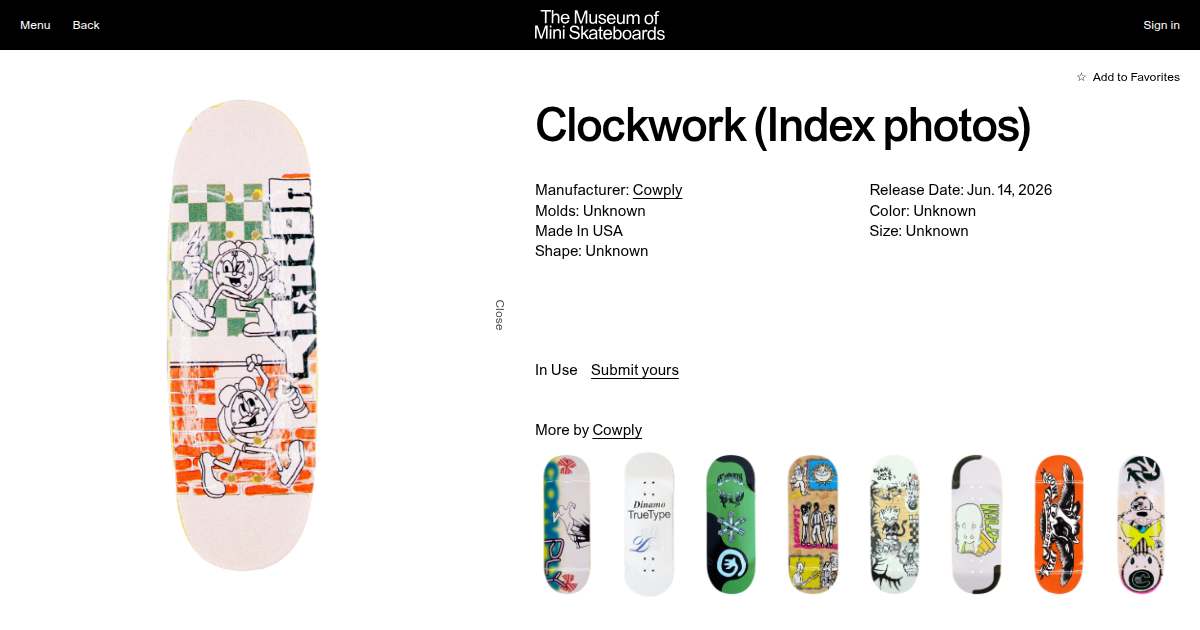 Menu
Back
The Museum of
Mini Skateboards
Sign in
☆ Add to Favorites
Clockwork (Index photos)
Manufacturer: Cowply
Molds: Unknown
Made In USA
Shape: Unknown
Release Date: Jun. 14, 2026
Color: Unknown
Size: Unknown
Close
In Use
Submit yours
More by Cowply
Dinamo
TrueType